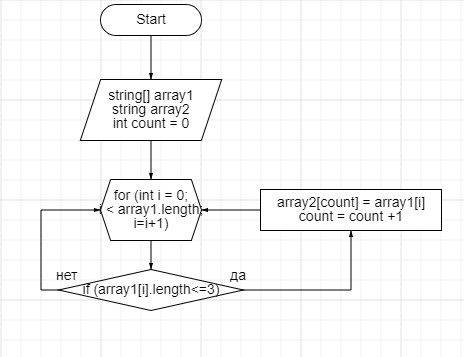 Start
string[] array1
string array2
int count = 0
for (int i = 0;
< array1.length
i=i+1)
array2[count] = array1[i]
count = count +1
нет
да
if (array1[i].length<=3)